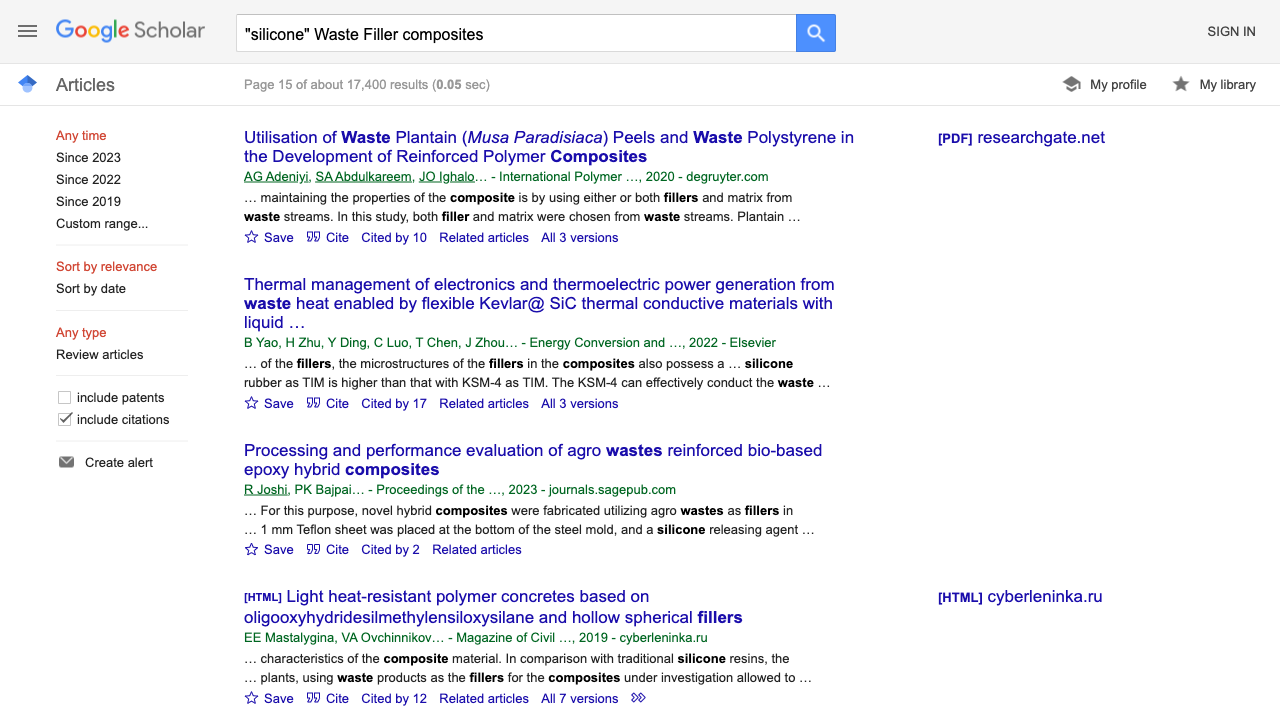 Google Scholar
"silicone" Waste Filler composites
SIGN IN
Articles
Page 15 of about 17,400 results (0.05 sec)
My profile
My library
Any time
Since 2023
Since 2022
Since 2019
Custom range...
Sort by relevance
Sort by date
Any type
Review articles
include patents
include citations
Create alert
Utilisation of Waste Plantain (Musa Paradisiaca) Peels and Waste Polystyrene in
the Development of Reinforced Polymer Composites
AG Adeniyi, SA Abdulkareem, JO Ighalo… - International Polymer …, 2020 - degruyter.com
… maintaining the properties of the composite is by using either or both fillers and matrix from
waste streams. In this study, both filler and matrix were chosen from waste streams. Plantain …
Save Cite Cited by 10 Related articles All 3 versions
[PDF] researchgate.net
Thermal management of electronics and thermoelectric power generation from
waste heat enabled by flexible Kevlar@ SiC thermal conductive materials with
liquid …
B Yao, H Zhu, Y Ding, C Luo, T Chen, J Zhou… - Energy Conversion and …, 2022 - Elsevier
… of the fillers, the microstructures of the fillers in the composites also possess a … silicone
rubber as TIM is higher than that with KSM-4 as TIM. The KSM-4 can effectively conduct the waste …
Save Cite Cited by 17 Related articles All 3 versions
Processing and performance evaluation of agro wastes reinforced bio-based
epoxy hybrid composites
R Joshi, PK Bajpai… - Proceedings of the …, 2023 - journals.sagepub.com
… For this purpose, novel hybrid composites were fabricated utilizing agro wastes as fillers in
… 1 mm Teflon sheet was placed at the bottom of the steel mold, and a silicone releasing agent …
Save Cite Cited by 2 Related articles
[HTML] Light heat-resistant polymer concretes based on
oligooxyhydridesilmethylensiloxysilane and hollow spherical fillers
EE Mastalygina, VA Ovchinnikov… - Magazine of Civil …, 2019 - cyberleninka.ru
… characteristics of the composite material. In comparison with traditional silicone resins, the
… plants, using waste products as the fillers for the composites under investigation allowed to …
Save Cite Cited by 12 Related articles All 7 versions
[HTML] cyberleninka.ru